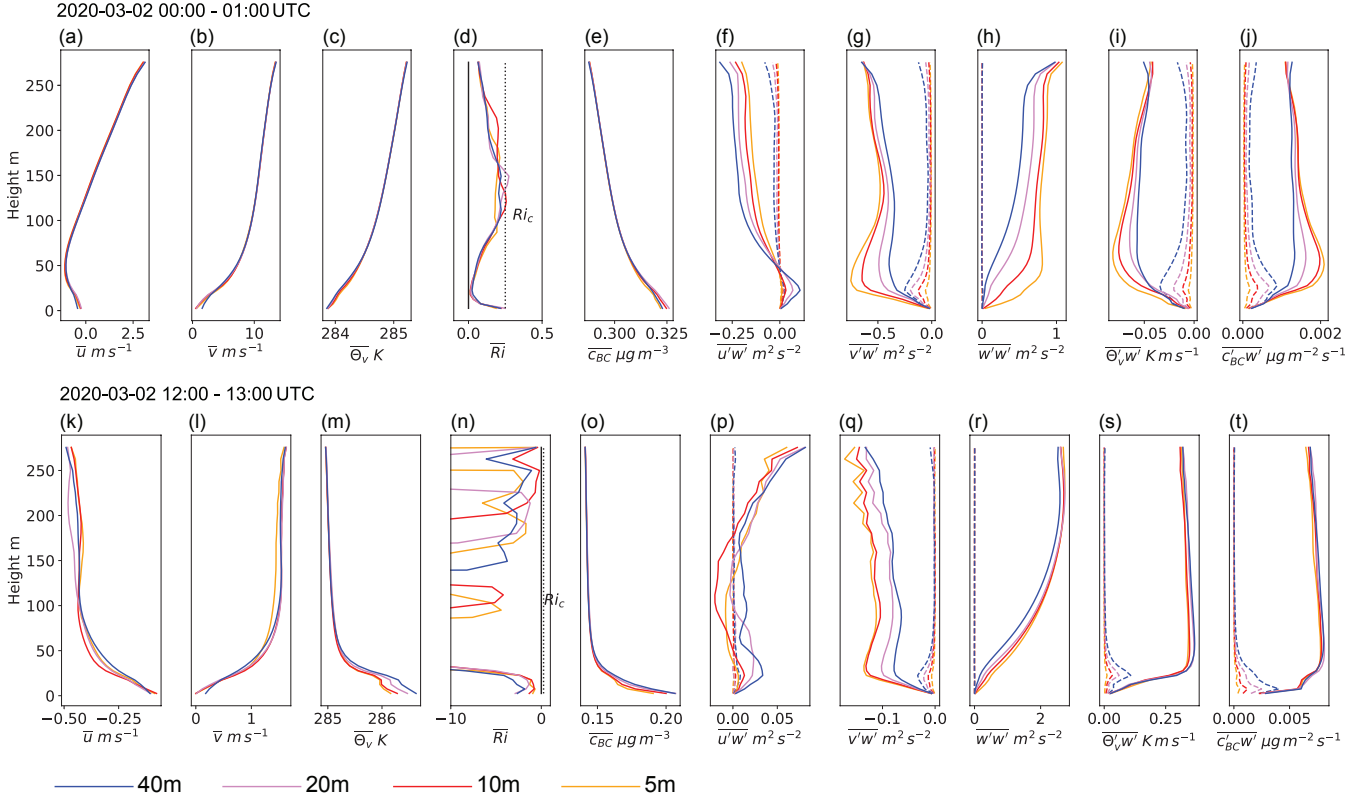 2020-03-02 00:00 - 01:00 UTC
(a) (b) (c) (d) (e) (f) (g) (h) (i) (j)
Height m
250
200
150
100
50
0
Ri_c
0.0 2.5 0 10 284 285 0.0 0.5 0.300 0.325 −0.25 0.00 −0.5 0.0 0 1 −0.05 0.00 0.000 0.002
u̅ m s⁻¹ v̅ m s⁻¹ Θ̅ᵥ K R̅i̅ c̅_BC μg m⁻³ u′w′ m² s⁻² v′w′ m² s⁻² w′w′ m² s⁻² Θ′ᵥw′ K m s⁻¹ c′_BC w′ μg m⁻² s⁻¹
2020-03-02 12:00 - 13:00 UTC
(k) (l) (m) (n) (o) (p) (q) (r) (s) (t)
Height m
250
200
150
100
50
0
Ri_c
−0.50 −0.25 0 1 285 286 −10 0 0.15 0.20 0.00 0.05 −0.1 0.0 0 2 0.00 0.25 0.000 0.005
u̅ m s⁻¹ v̅ m s⁻¹ Θ̅ᵥ K R̅i̅ c̅_BC μg m⁻³ u′w′ m² s⁻² v′w′ m² s⁻² w′w′ m² s⁻² Θ′ᵥw′ K m s⁻¹ c′_BC w′ μg m⁻² s⁻¹
40m 20m 10m 5m